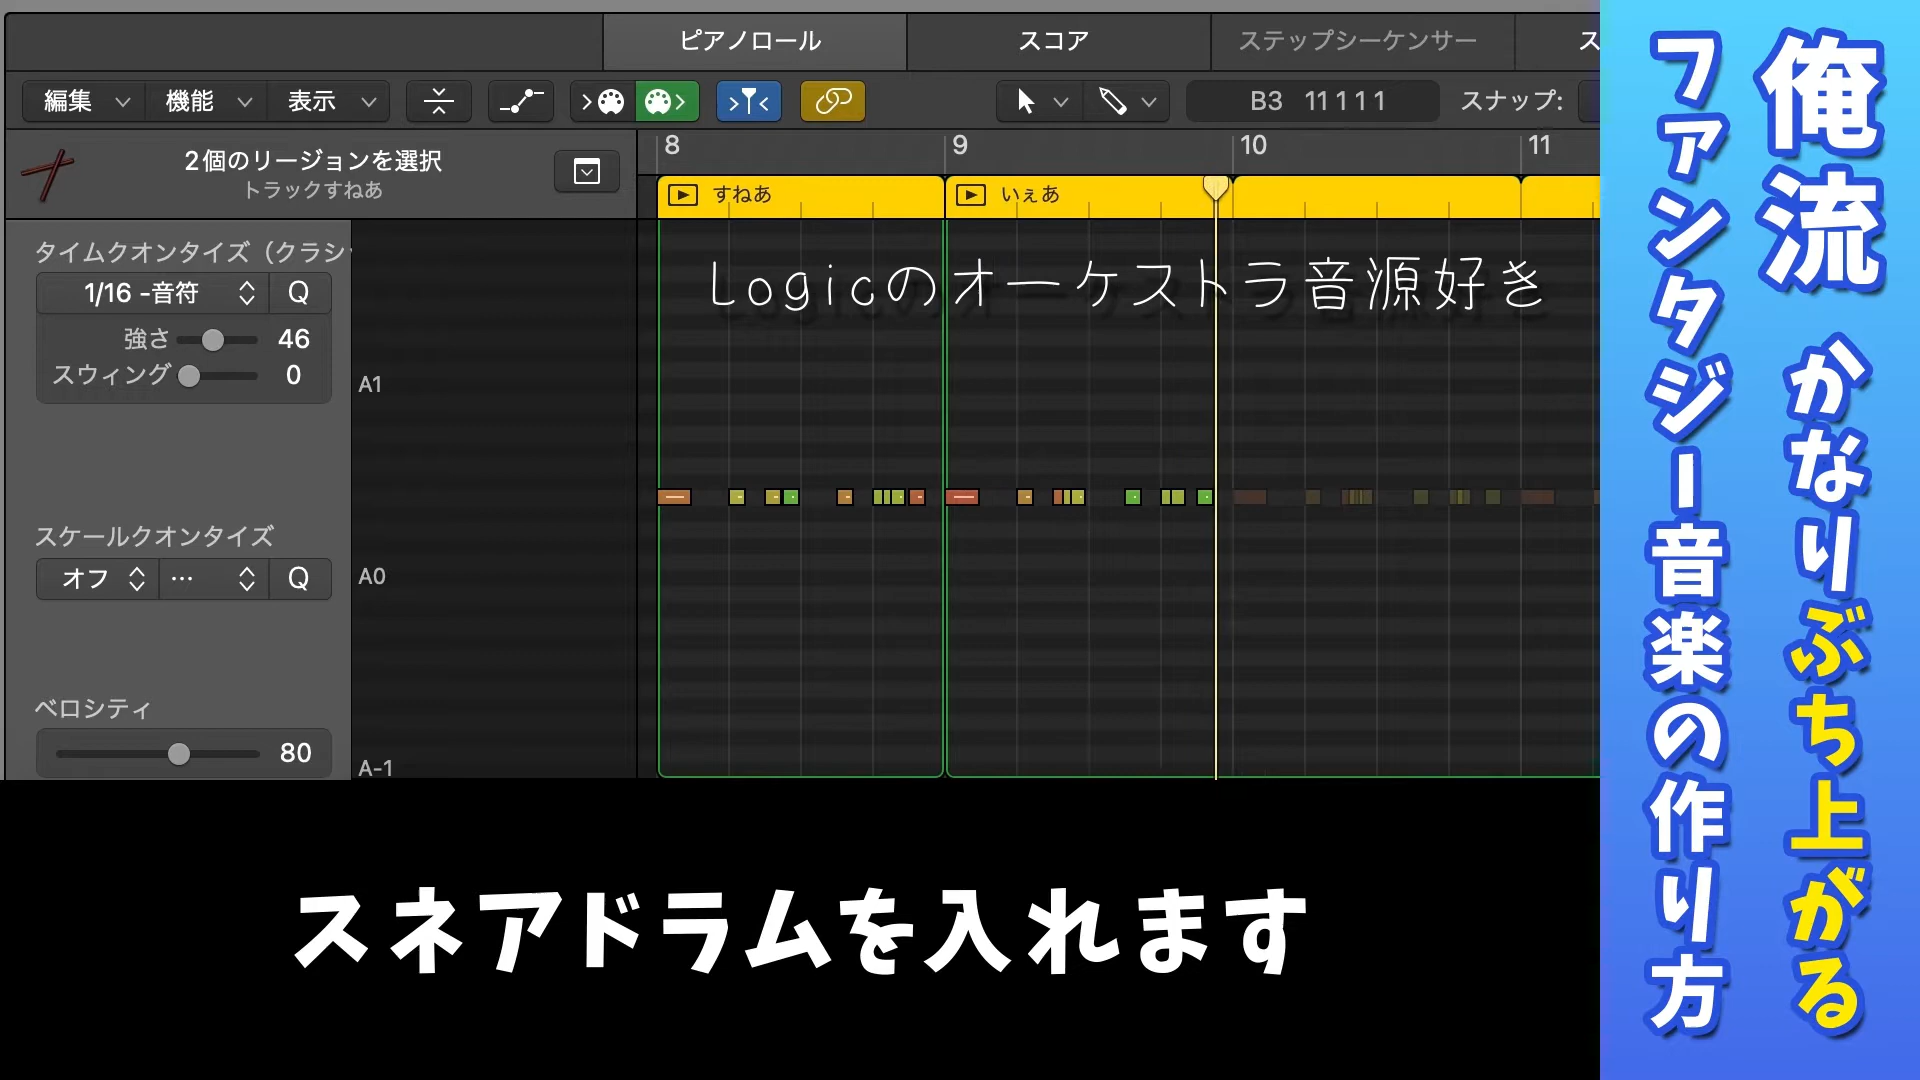 ピアノロール
スコア
ステップシーケンサー
ス
編集
機能
表示
B3 11 1 1 1
スナップ:
2個のリージョンを選択
トラックすねあ
8
9
10
11
すねあ
いぇあ
タイムクオンタイズ（クラシ
1/16 -音符
Q
強さ
46
スウィング
0
Logicのオーケストラ音源好き
A1
スケールクオンタイズ
オフ
...
Q
A0
ベロシティ
80
A-1
スネアドラムを入れます
俺流 かなりぶち上がる
ファンタジー音楽の作り方